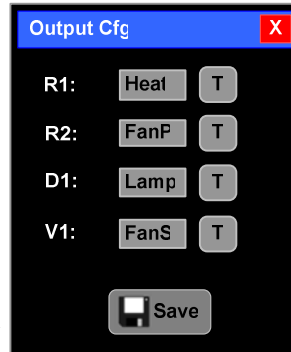 Output Cfg X
R1: Heat T
R2: FanP T
D1: Lamp T
V1: FanS T
Save